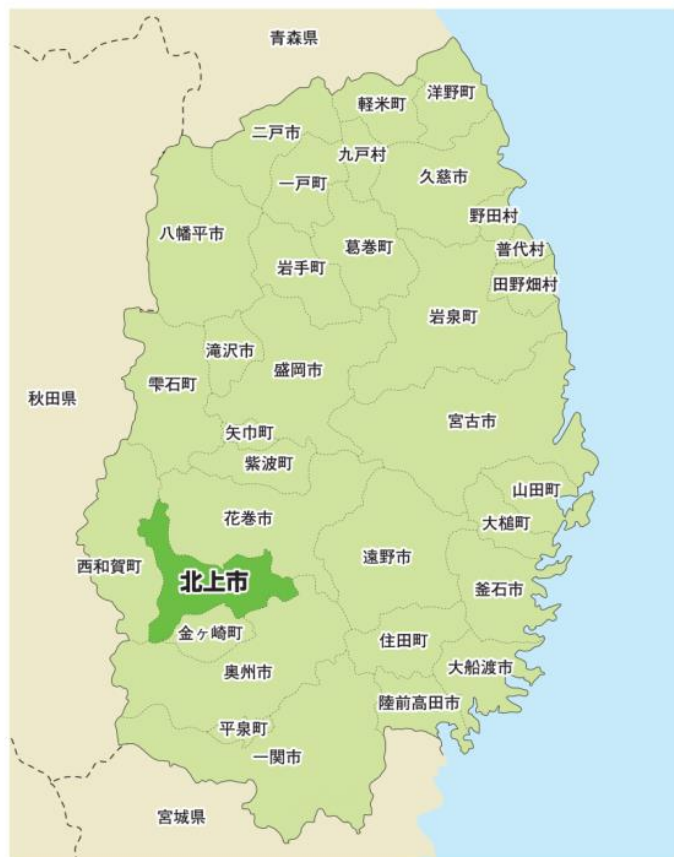 青森県
洋野町
軽米町
二戸市
九戸村
一戸町
久慈市
野田村
八幡平市
葛巻町
普代村
岩手町
田野畑村
岩泉町
滝沢市
盛岡市
雫石町
秋田県
宮古市
矢巾町
紫波町
山田町
花巻市
大槌町
遠野市
西和賀町
北上市
釜石市
金ヶ崎町
住田町
大船渡市
奥州市
陸前高田市
平泉町
一関市
宮城県